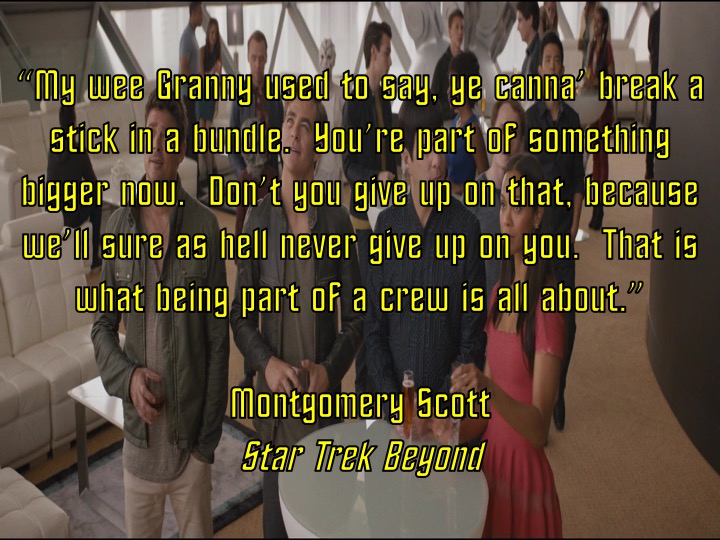 “My wee Granny used to say, ye canna’ break a
stick in a bundle.  You’re part of something
bigger now.  Don’t you give up on that, because
we’ll sure as hell never give up on you.  That is
what being part of a crew is all about.”
Montgomery Scott
Star Trek Beyond